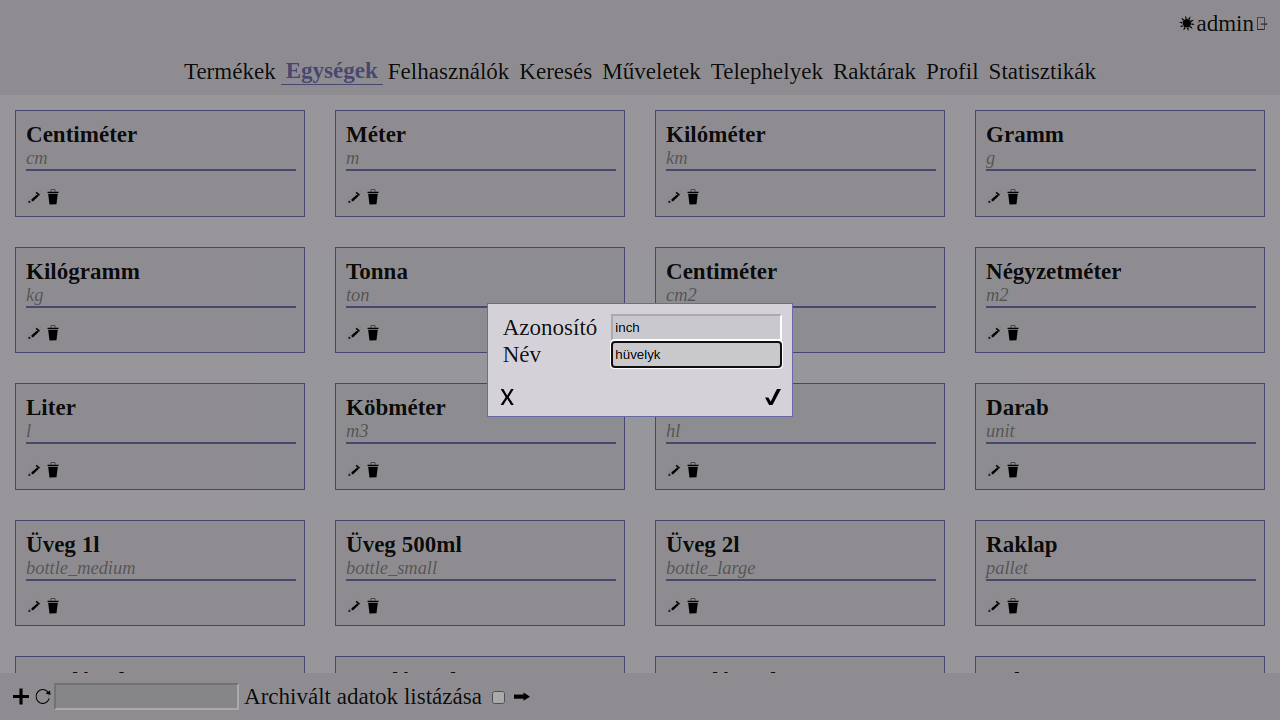 admin
Termékek Egységek Felhasználók Keresés Műveletek Telephelyek Raktárak Profil Statisztikák
Centiméter
cm
Méter
m
Kilóméter
km
Gramm
g
Kilógramm
kg
Tonna
ton
Centiméter
cm2
Négyzetméter
m2
Azonosító inch
Név hüvelyk
X
Liter
l
Köbméter
m3
hl
Darab
unit
Üveg 1l
bottle_medium
Üveg 500ml
bottle_small
Üveg 2l
bottle_large
Raklap
pallet
Archivált adatok listázása